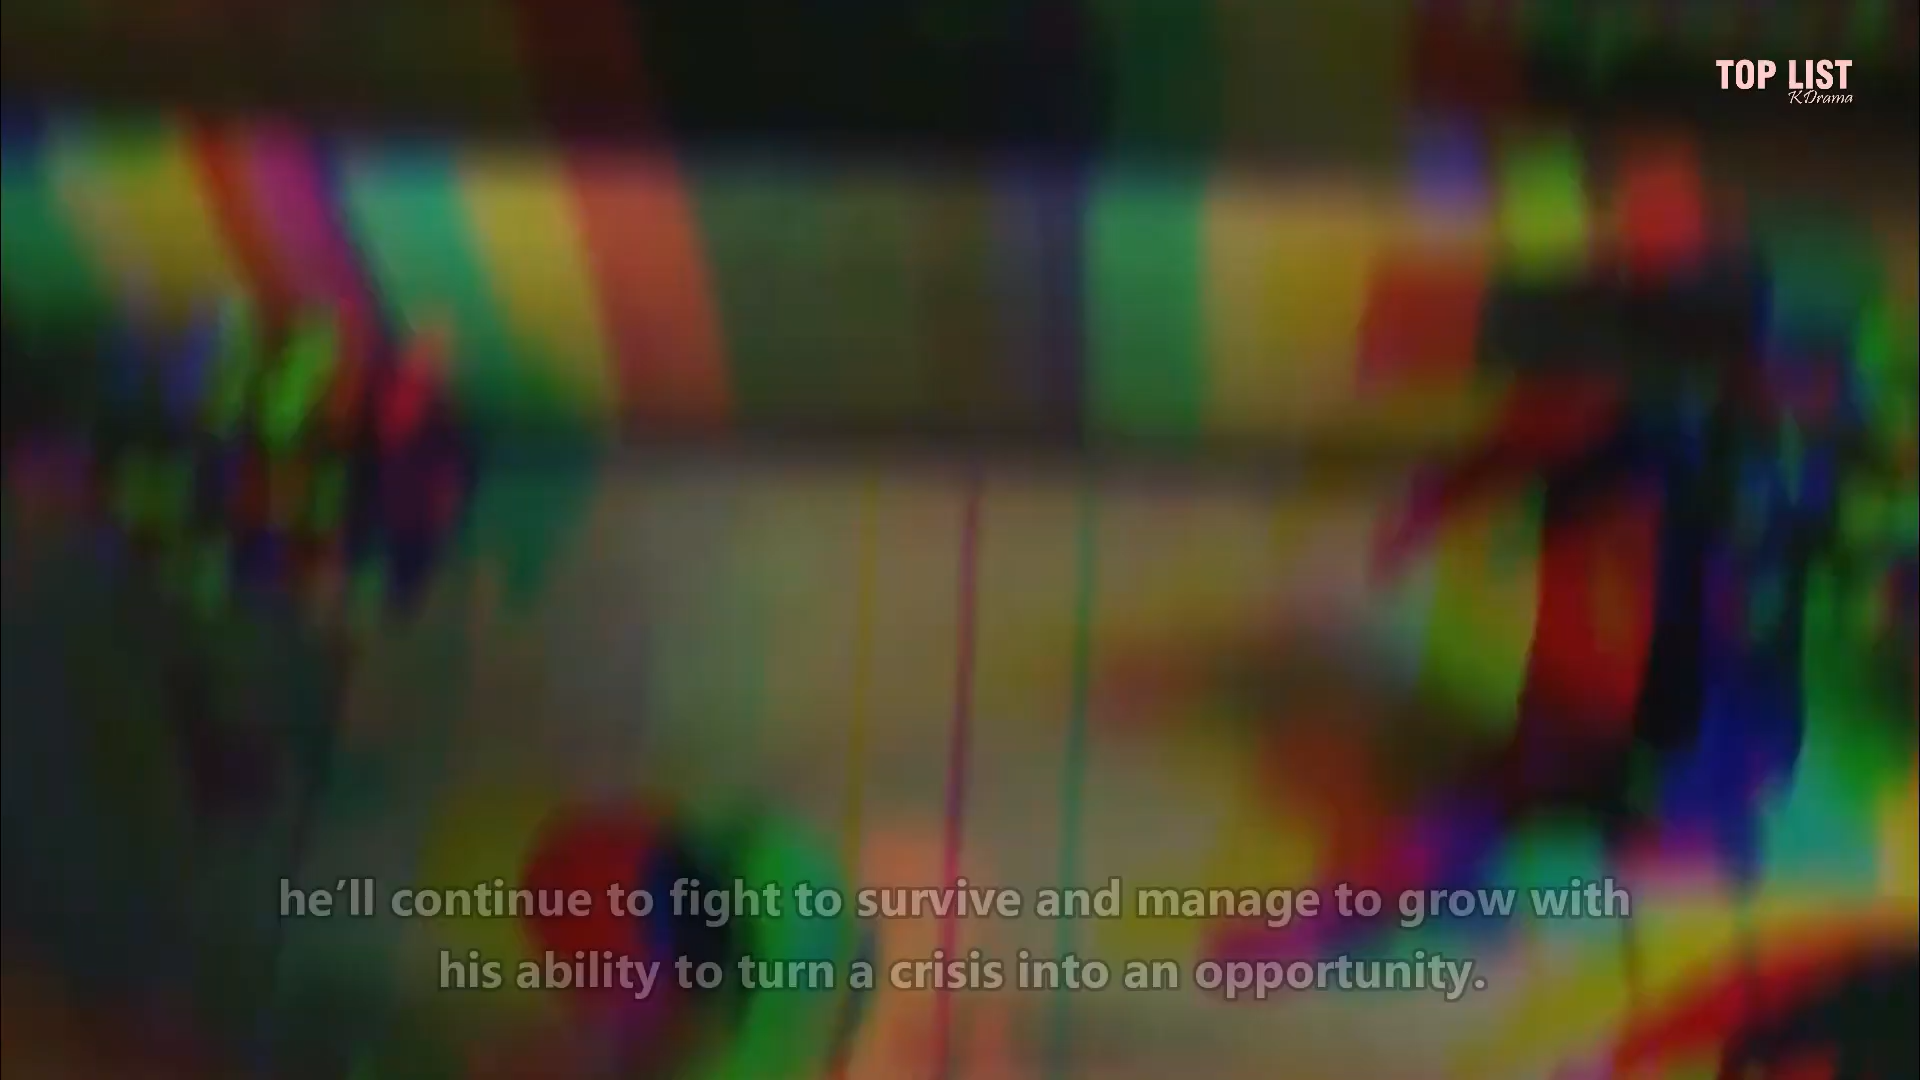 TOP LIST
KDrama
he’ll continue to fight to survive and manage to grow with
his ability to turn a crisis into an opportunity.